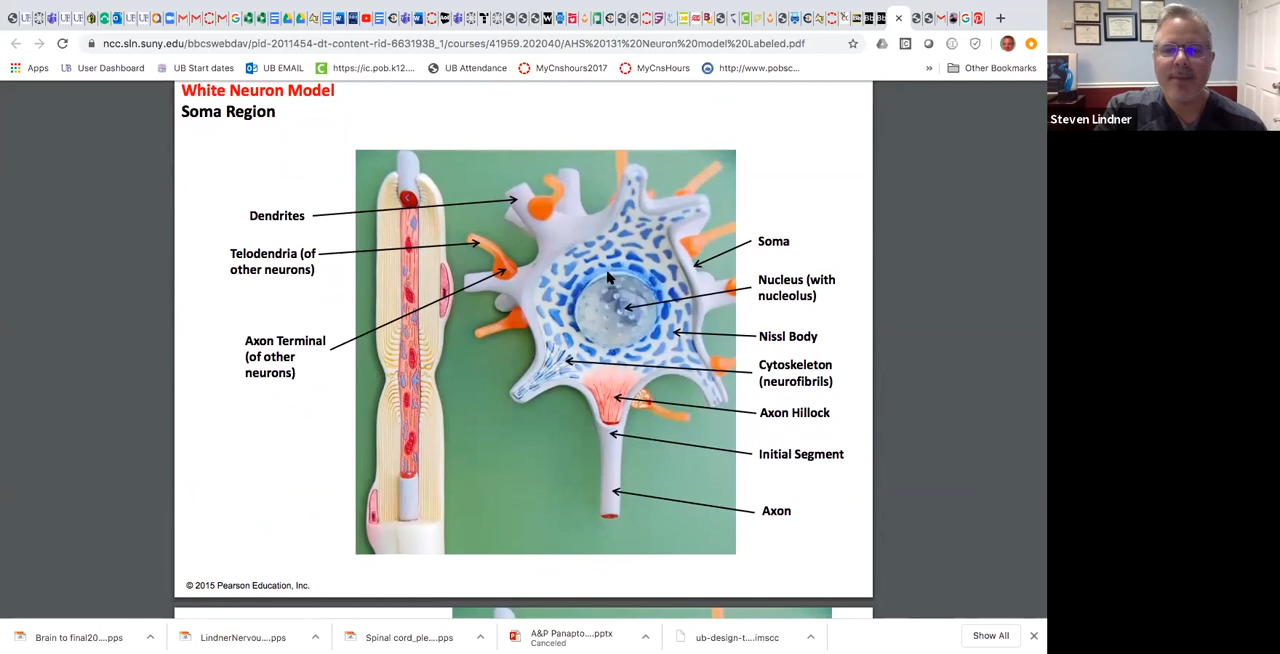 ncc.sln.suny.edu/bbcswebdav/pid-2011454-dt-content-rid-6631938_1/courses/41959.202040/AHS%20131%20Neuron%20model%20Labeled.pdf
Apps
User Dashboard
UB Start dates
UB EMAIL
https://ic.pob.k12....
UB Attendance
MyCnshours2017
MyCnsHours
http://www.pobsc...
»
Other Bookmarks
Steven Lindner
White Neuron Model
Soma Region
Dendrites
Telodendria (of
other neurons)
Axon Terminal
(of other
neurons)
Soma
Nucleus (with
nucleolus)
Nissl Body
Cytoskeleton
(neurofibrils)
Axon Hillock
Initial Segment
Axon
© 2015 Pearson Education, Inc.
Brain to final20....pps
LindnerNervou....pps
Spinal cord_ple....pps
A&P Panapto....pptx
Canceled
ub-design-t....imscc
Show All